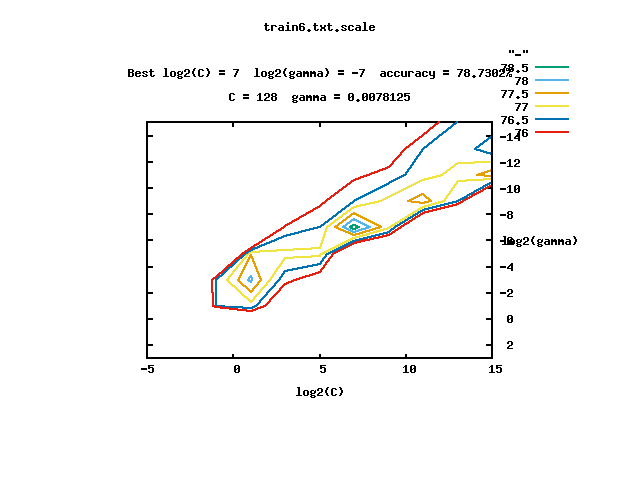 train6.txt.scale
"-"
Best log2(C) = 7  log2(gamma) = -7  accuracy = 78.7302%
78.5
78
C = 128  gamma = 0.0078125
77.5
77
76.5
76
-14
-12
-10
-8
-6
log2(gamma)
-4
-2
0
2
-5 0 5 10 15
log2(C)